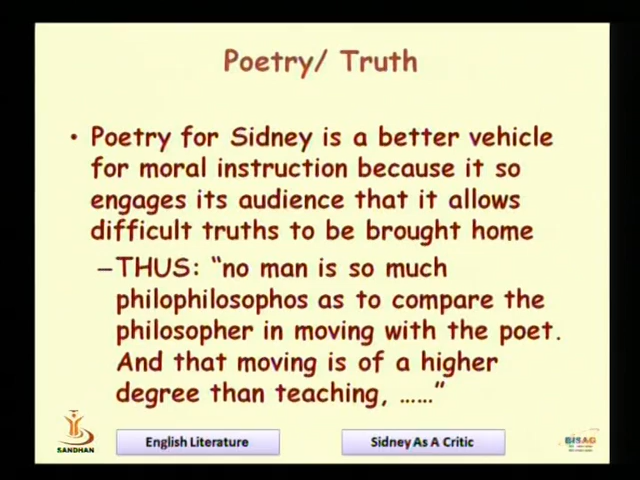 Poetry/ Truth
• Poetry for Sidney is a better vehicle
for moral instruction because it so
engages its audience that it allows
difficult truths to be brought home
–THUS: “no man is so much
philophilosophos as to compare the
philosopher in moving with the poet.
And that moving is of a higher
degree than teaching, ……”
SANDHAN
English Literature
Sidney As A Critic
BISAG